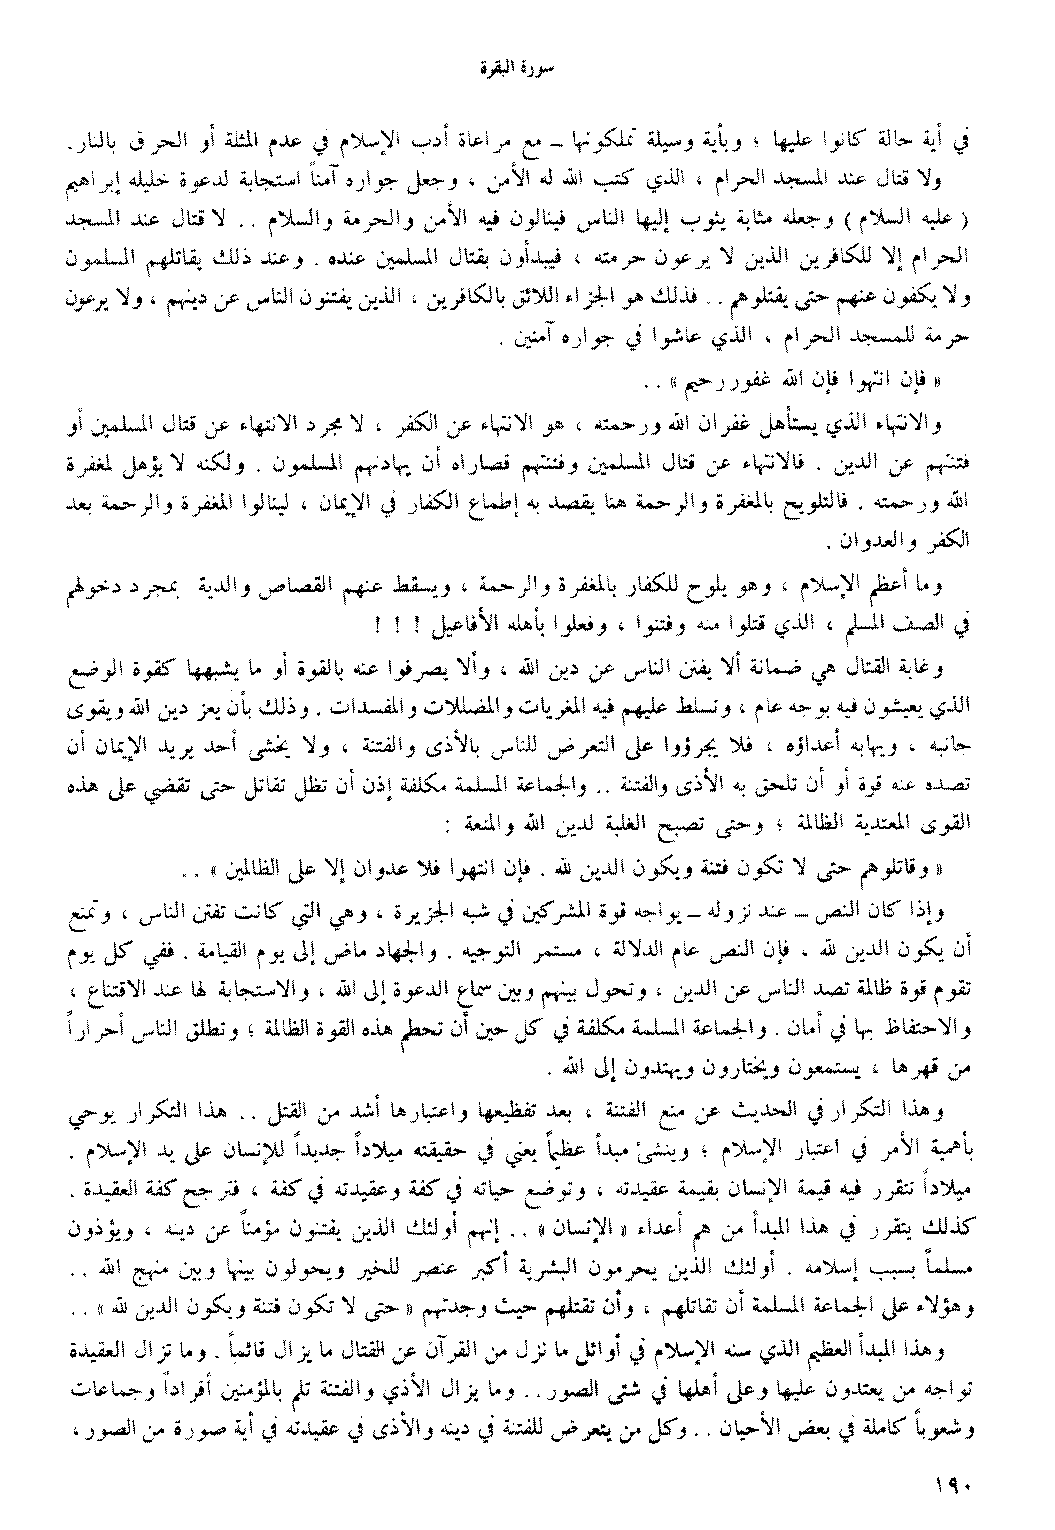 سورة البقرة
في أية حالة كانوا عليها ؛ وبأية وسيلة تملكونها – مع مراعاة أدب الإسلام في عدم المثلة أو الحرق بالنار.
ولا قتال عند المسجد الحرام ، الذي كتب الله له الأمن ، وجعل جواره آمناً استجابة لدعوة خليله إبراهيم
( عليه السلام ) وجعله مثابة يثوب إليها الناس فينالون فيه الأمن والحرمة والسلام .. لا قتال عند المسجد
الحرام إلا للكافرين الذين لا يرعون حرمته ، فيبدأون بقتال المسلمين عنده . وعند ذلك يقاتلهم المسلمون
ولا يكفون عنهم حتى يقتلوهم .. فذلك هو الجزاء اللائق بالكافرين ، الذين يفتنون الناس عن دينهم ، ولا يرعون
حرمة للمسجد الحرام ، الذي عاشوا في جواره آمنين .
« فإن انتهوا فإن الله غفور رحيم » ..
والانتهاء الذي يستأهل غفران الله ورحمته ، هو الانتهاء عن الكفر ، لا مجرد الانتهاء عن قتال المسلمين أو
فتنتهم عن الدين . فالانتهاء عن قتال المسلمين وفتنتهم قصاراه أن يهادنهم المسلمون . ولكنه لا يؤهل لمغفرة
الله ورحمته . فالتلويح بالمغفرة والرحمة هنا يقصد به إطماع الكفار في الإيمان ، لينالوا المغفرة والرحمة بعد
الكفر والعدوان .
وما أعظم الإسلام ، وهو يلوح للكفار بالمغفرة والرحمة ، ويسقط عنهم القصاص والدية بمجرد دخولهم
في الصف المسلم ، الذي قتلوا منه وفتنوا ، وفعلوا بأهله الأفاعيل ! ! !
وغاية القتال هي ضمانة ألا يفتن الناس عن دين الله ، وألا يصرفوا عنه بالقوة أو ما يشبهها كقوة الوضع
الذي يعيشون فيه بوجه عام ، وتسلط عليهم فيه المغريات والمضللات والمفسدات . وذلك بأن يعز دين الله ويقوى
جانبه ، ويهابه أعداؤه ، فلا يجرؤوا على التعرض للناس بالأذى والفتنة ، ولا يخشى أحد يريد الإيمان أن
تصده عنه قوة أو أن تلحق به الأذى والفتنة .. والجماعة المسلمة مكلفة إذن أن تظل تقاتل حتى تقضي على هذه
القوى المعتدية الظالمة ؛ وحتى تصبح الغلبة لدين الله والمنعة :
« وقاتلوهم حتى لا تكون فتنة ويكون الدين لله . فإن انتهوا فلا عدوان إلا على الظالمين » ..
وإذا كان النص – عند نزوله – يواجه قوة المشركين في شبه الجزيرة ، وهي التي كانت تفتن الناس ، وتمنع
أن يكون الدين لله ، فإن النص عام الدلالة ، مستمر التوجيه . والجهاد ماض إلى يوم القيامة . ففي كل يوم
تقوم قوة ظالمة تصد الناس عن الدين ، وتحول بينهم وبين سماع الدعوة إلى الله ، والاستجابة لها عند الاقتناع ،
والاحتفاظ بها في أمان . والجماعة المسلمة مكلفة في كل حين أن تحطم هذه القوة الظالمة ؛ وتطلق الناس أحراراً
من قهرها ، يستمعون ويختارون ويهتدون إلى الله .
وهذا التكرار في الحديث عن منع الفتنة ، بعد تفظيعها واعتبارها أشد من القتل .. هذا التكرار يوحي
بأهمية الأمر في اعتبار الإسلام ؛ وينشئ مبدأ عظيماً يعني في حقيقته ميلاداً جديداً للإنسان على يد الإسلام .
ميلاداً تتقرر فيه قيمة الإنسان بقيمة عقيدته ، وتوضع حياته في كفة وعقيدته في كفة ، فترجح كفة العقيدة .
كذلك يتقرر في هذا المبدأ من هم أعداء « الإنسان » .. إنهم أولئك الذين يفتنون مؤمناً عن دينه ، ويؤذون
مسلماً بسبب إسلامه . أولئك الذين يحرمون البشرية أكبر عنصر للخير ويحولون بينها وبين منهج الله ..
وهؤلاء على الجماعة المسلمة أن تقاتلهم ، وأن تقتلهم حيث وجدتهم « حتى لا تكون فتنة ويكون الدين لله » ..
وهذا المبدأ العظيم الذي سنه الإسلام في أوائل ما نزل من القرآن عن القتال ما يزال قائماً . وما تزال العقيدة
تواجه من يعتدون عليها وعلى أهلها في شتى الصور .. وما يزال الأذي والفتنة تلم بالمؤمنين أفراداً وجماعات
وشعوباً كاملة في بعض الأحيان .. وكل من يتعرض للفتنة في دينه والأذى في عقيدته في أية صورة من الصور ،
١٩٠